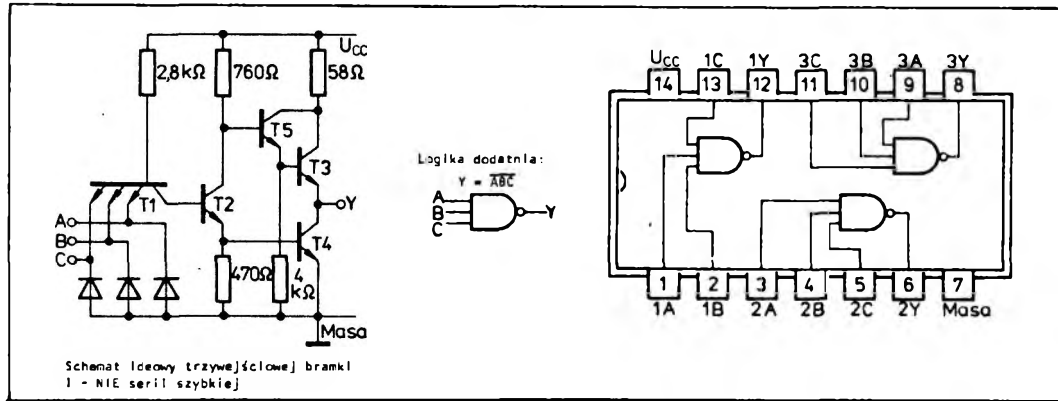 UCC
2,8kΩ
760Ω
58Ω
T5
T3
T1
T2
Y
A
B
C
T4
470Ω
4
kΩ
Masa
Schemat ideowy trzywejściowej bramki
I - NIE serii szybkiej
Logika dodatnia:
Y = ABC
A
B
C
Y
UCC 1C 1Y 3C 3B 3A 3Y
14 13 12 11 10 9 8
1 2 3 4 5 6 7
1A 1B 2A 2B 2C 2Y Masa